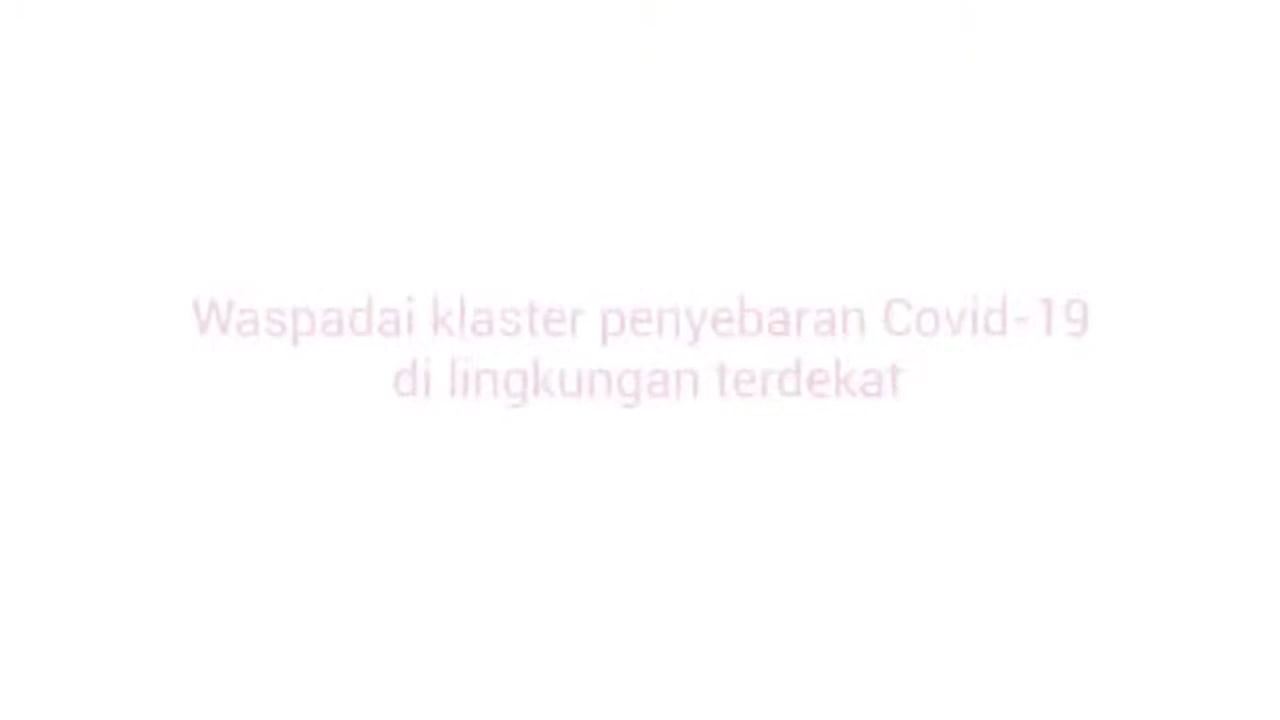 Waspadai klaster penyebaran Covid-19
di lingkungan terdekat